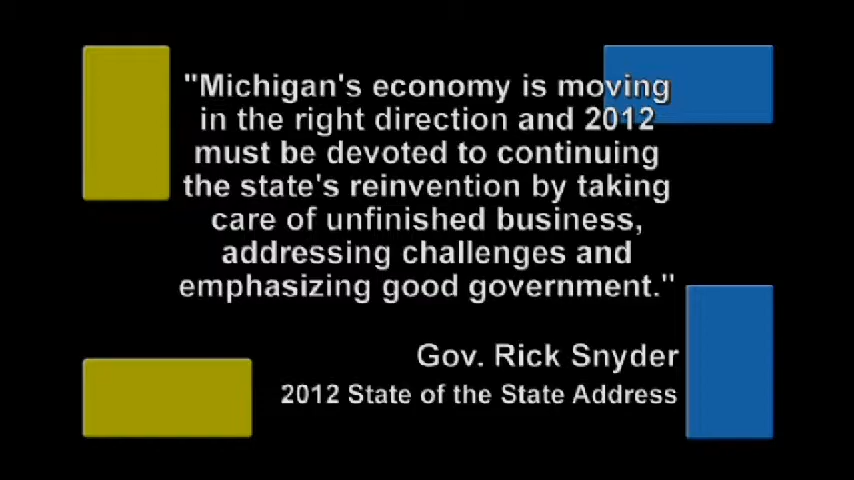 "Michigan's economy is moving
in the right direction and 2012
must be devoted to continuing
the state's reinvention by taking
care of unfinished business,
addressing challenges and
emphasizing good government."
Gov. Rick Snyder
2012 State of the State Address